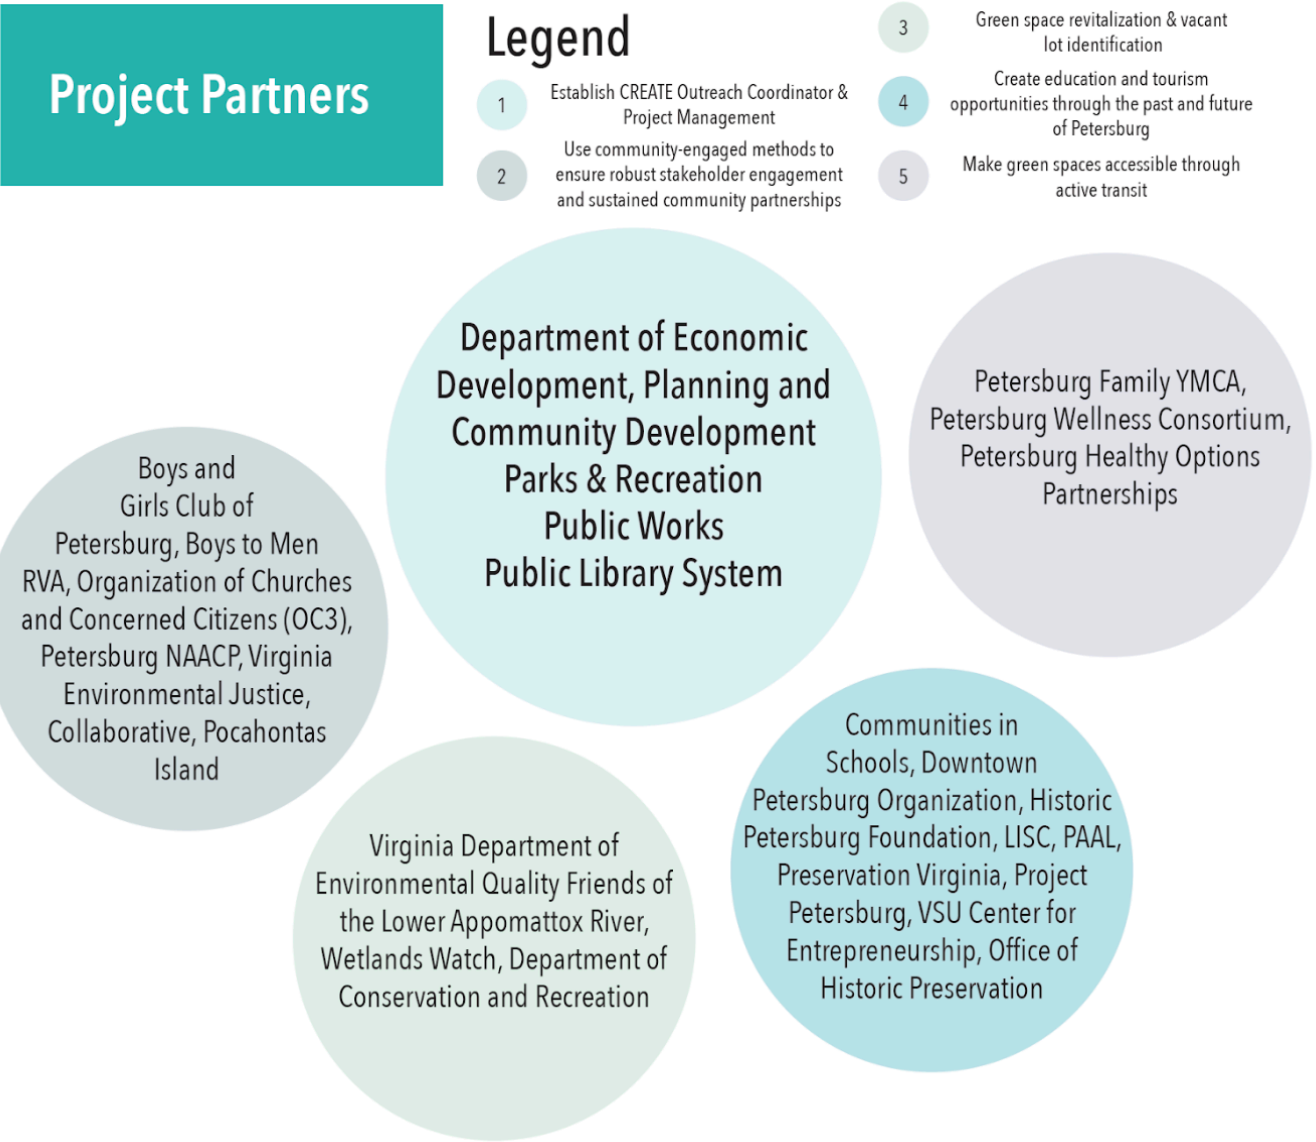 Project Partners
Legend
1
Establish CREATE Outreach Coordinator &
Project Management
2
Use community-engaged methods to
ensure robust stakeholder engagement
and sustained community partnerships
3
Green space revitalization & vacant
lot identification
4
Create education and tourism
opportunities through the past and future
of Petersburg
5
Make green spaces accessible through
active transit
Department of Economic
Development, Planning and
Community Development
Parks & Recreation
Public Works
Public Library System
Petersburg Family YMCA,
Petersburg Wellness Consortium,
Petersburg Healthy Options
Partnerships
Boys and
Girls Club of
Petersburg, Boys to Men
RVA, Organization of Churches
and Concerned Citizens (OC3),
Petersburg NAACP, Virginia
Environmental Justice,
Collaborative, Pocahontas
Island
Virginia Department of
Environmental Quality Friends of
the Lower Appomattox River,
Wetlands Watch, Department of
Conservation and Recreation
Communities in
Schools, Downtown
Petersburg Organization, Historic
Petersburg Foundation, LISC, PAAL,
Preservation Virginia, Project
Petersburg, VSU Center for
Entrepreneurship, Office of
Historic Preservation